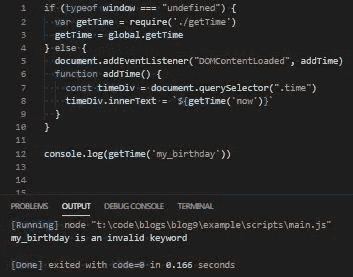 1 if (typeof window === "undefined") {
2 var getTime = require('./getTime')
3 getTime = global.getTime
4 } else {
5 document.addEventListener("DOMContentLoaded", addTime)
6 function addTime() {
7 const timeDiv = document.querySelector(".time")
8 timeDiv.innerText = `${getTime('now')}`
9 }
10 }
11
12 console.log(getTime('my_birthday'))
13
14
15
PROBLEMS OUTPUT DEBUG CONSOLE TERMINAL
[Running] node "t:\code\blogs\blog9\example\scripts\main.js"
my_birthday is an invalid keyword
[Done] exited with code=0 in 0.166 seconds